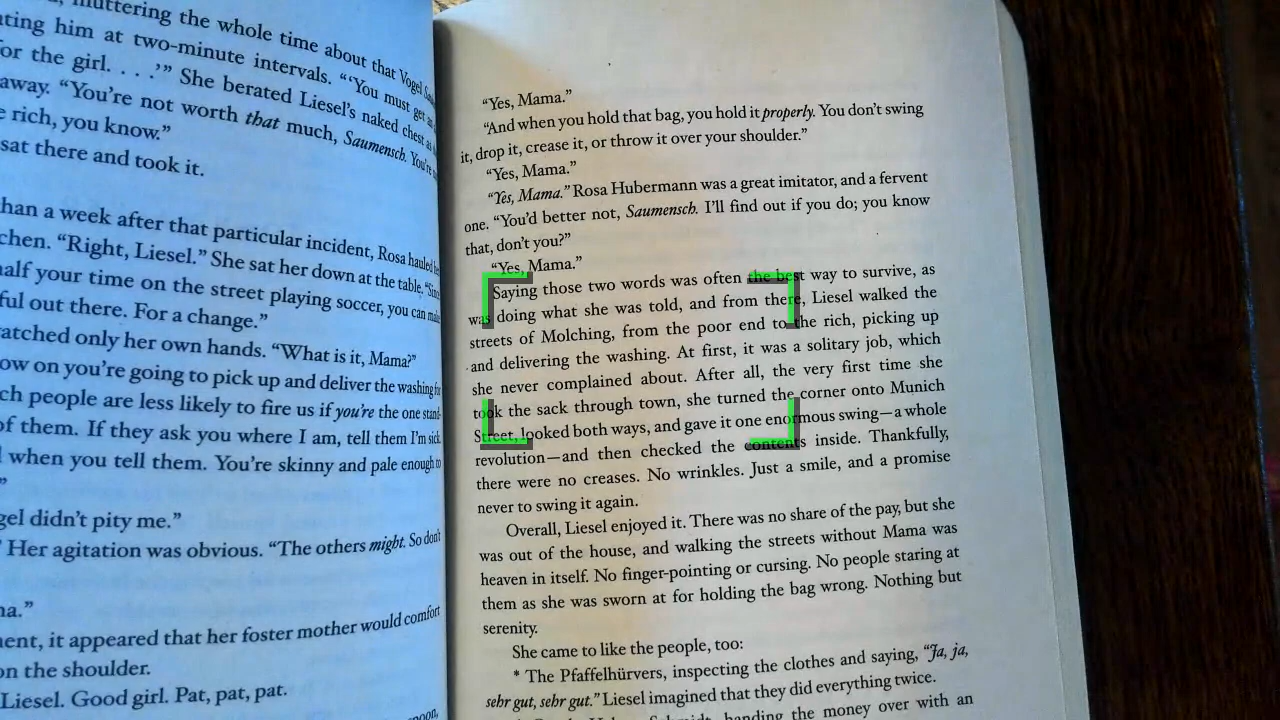 muttering the whole time about that Vogel
ating him at two-minute intervals. “‘You must get
for the girl. . . .’” She berated Liesel’s naked chest
away. “You’re not worth that much, Saumensch. You’re
rich, you know.”
sat there and took it.
than a week after that particular incident, Rosa hauled
chen. “Right, Liesel.” She sat her down at the table. “Since
half your time on the street playing soccer, you can
ful out there. For a change.”
atched only her own hands. “What is it, Mama?”
ow on you’re going to pick up and deliver the washing
ch people are less likely to fire us if you’re the one stand-
of them. If they ask you where I am, tell them I’m sick.
when you tell them. You’re skinny and pale enough to
”
gel didn’t pity me.”
Her agitation was obvious. “The others might. So don’t
na.”
ment, it appeared that her foster mother would comfort
on the shoulder.
Liesel. Good girl. Pat, pat, pat.
“Yes, Mama.”
“And when you hold that bag, you hold it properly. You don’t swing
it, drop it, crease it, or throw it over your shoulder.”
“Yes, Mama.”
“Yes, Mama.” Rosa Hubermann was a great imitator, and a fervent
one. “You’d better not, Saumensch. I’ll find out if you do; you know
that, don’t you?”
“Yes, Mama.”
Saying those two words was often the best way to survive, as
was doing what she was told, and from there, Liesel walked the
streets of Molching, from the poor end to the rich, picking up
and delivering the washing. At first, it was a solitary job, which
she never complained about. After all, the very first time she
took the sack through town, she turned the corner onto Munich
Street, looked both ways, and gave it one enormous swing—a whole
revolution—and then checked the contents inside. Thankfully,
there were no creases. No wrinkles. Just a smile, and a promise
never to swing it again.
Overall, Liesel enjoyed it. There was no share of the pay, but she
was out of the house, and walking the streets without Mama was
heaven in itself. No finger-pointing or cursing. No people staring at
them as she was sworn at for holding the bag wrong. Nothing but
serenity.
She came to like the people, too:
* The Pfaffelhürvers, inspecting the clothes and saying, “Ja, ja,
sehr gut, sehr gut.” Liesel imagined that they did everything twice.
handing the money over with an